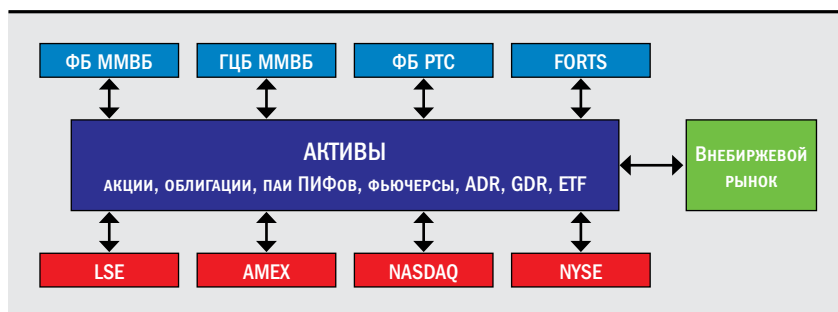 ФБ ММВБ
ГЦБ ММВБ
ФБ РТС
FORTS
АКТИВЫ
АКЦИИ, ОБЛИГАЦИИ, ПАИ ПИФОВ, ФЬЮЧЕРСЫ, ADR, GDR, ETF
ВНЕБИРЖЕВОЙ
РЫНОК
LSE
AMEX
NASDAQ
NYSE